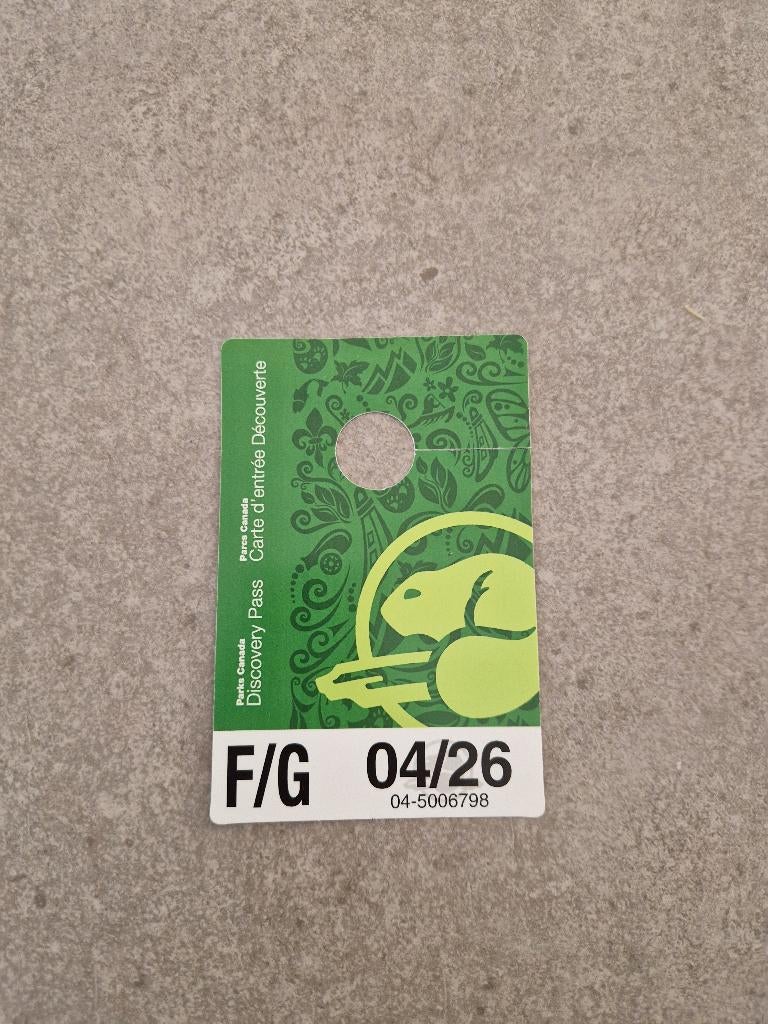 Parks Canada
Discovery Pass
Parcs Canada
Carte d'entrée Découverte
F/G
04/26
04-5006798